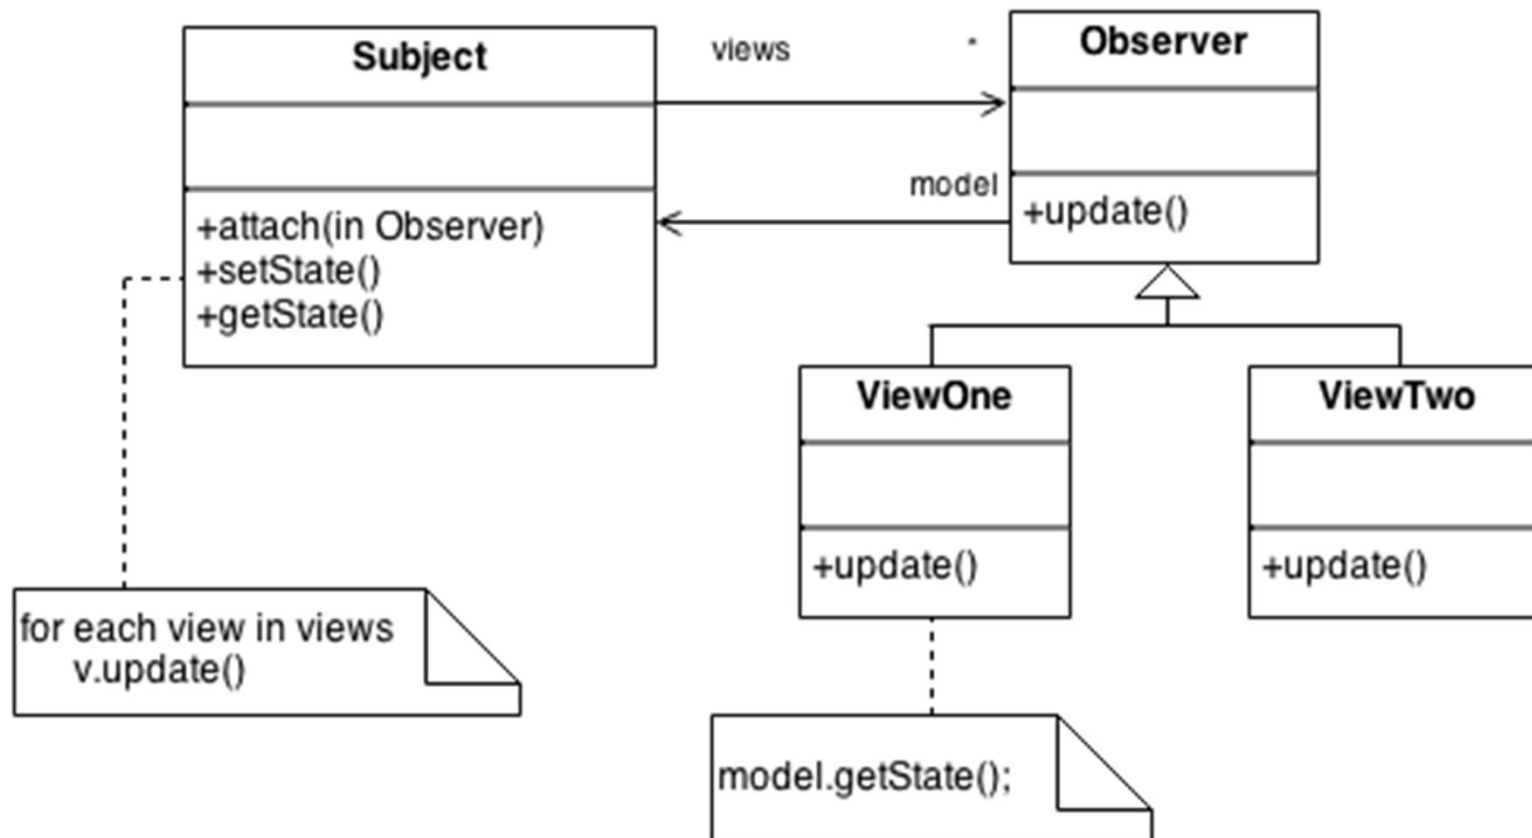 Subject
+attach(in Observer)
+setState()
+getState()
views
*
model
Observer
+update()
ViewOne
+update()
ViewTwo
+update()
for each view in views
v.update()
model.getState();